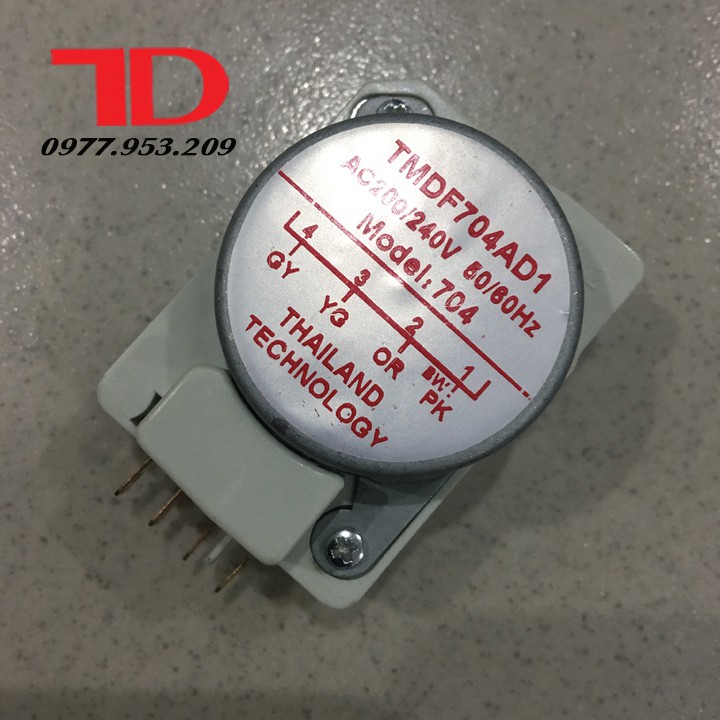 TD
0977.953.209
TMDF704AD1
AC200/240V 50/60Hz
Model: 704
4 3 2 1
GY YG OR BW: PK
THAILAND
TECHNOLOGY